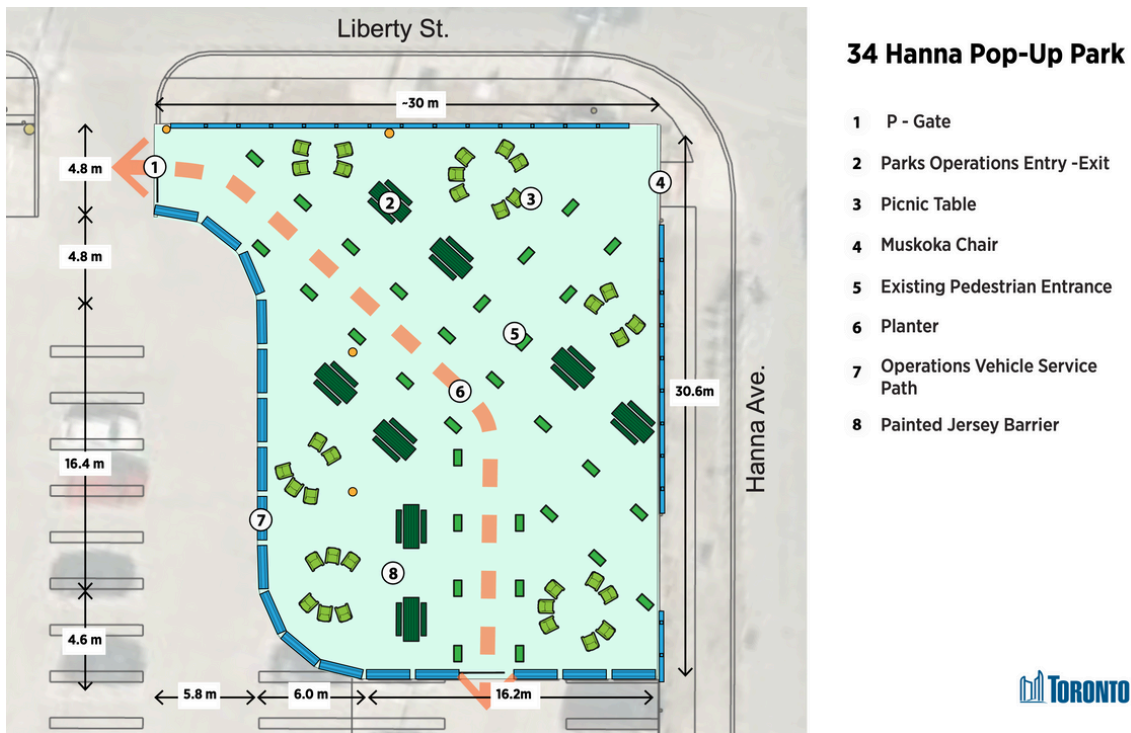 Liberty St.
34 Hanna Pop-Up Park
~30 m
1 P - Gate
2 Parks Operations Entry -Exit
3 Picnic Table
4 Muskoka Chair
5 Existing Pedestrian Entrance
6 Planter
7 Operations Vehicle Service
Path
8 Painted Jersey Barrier
4.8 m
1
2
3
4
4.8 m
5
6
30.6m
Hanna Ave.
16.4 m
7
8
4.6 m
5.8 m
6.0 m
16.2m
TORONTO